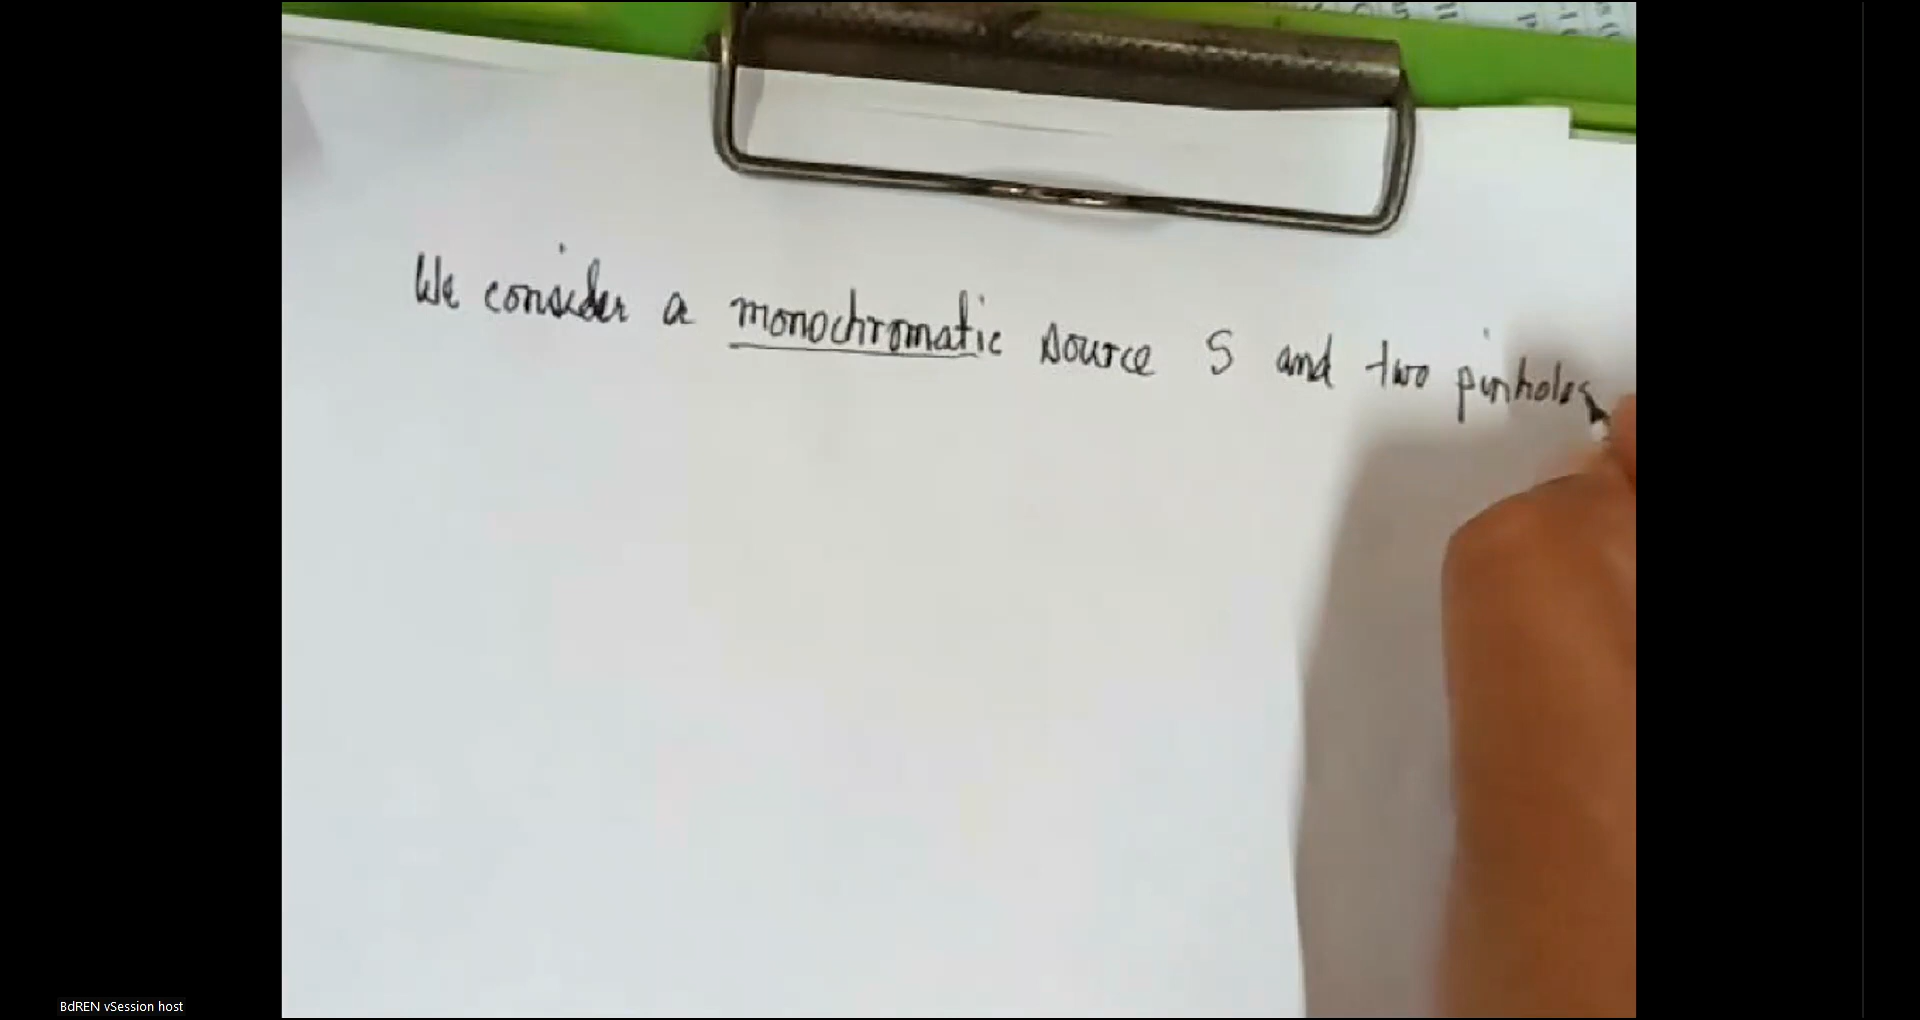 We consider a monochromatic source S and two pinholes
BdREN vSession host